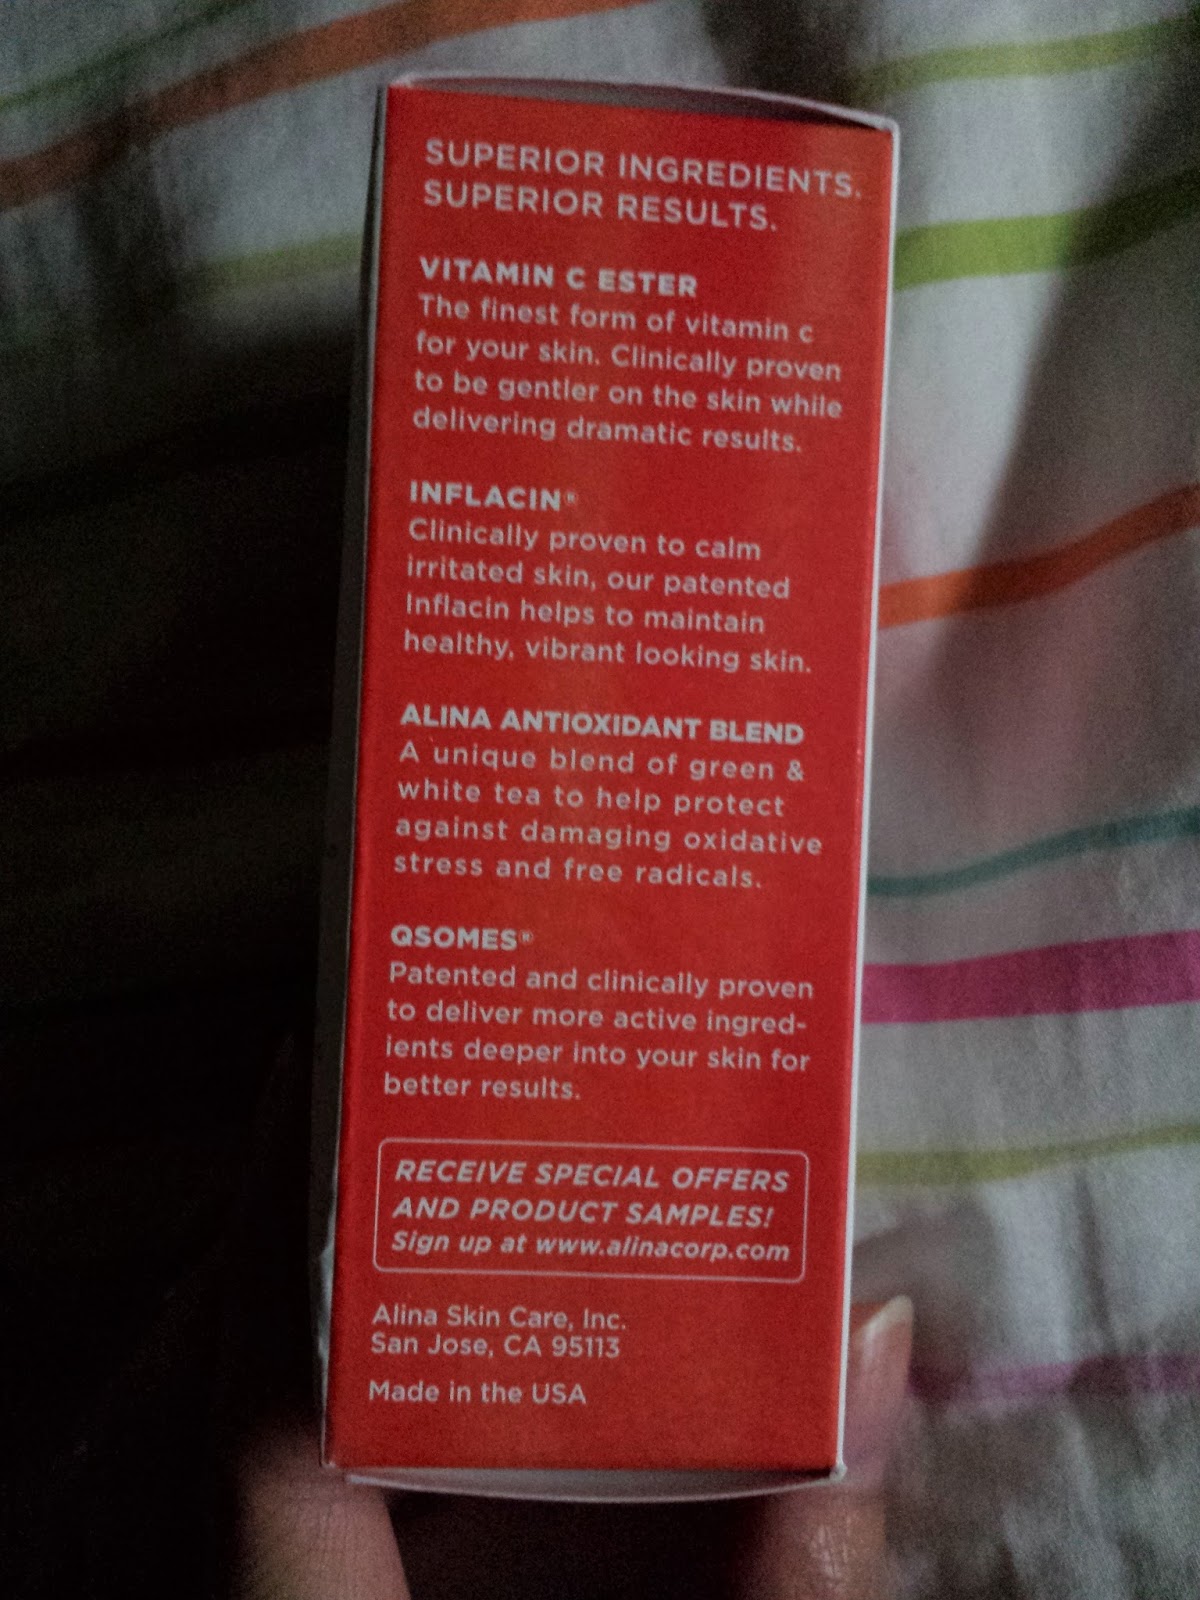 SUPERIOR INGREDIENTS.
SUPERIOR RESULTS.
VITAMIN C ESTER
The finest form of vitamin c
for your skin. Clinically proven
to be gentler on the skin while
delivering dramatic results.
INFLACIN®
Clinically proven to calm
irritated skin, our patented
Inflacin helps to maintain
healthy, vibrant looking skin.
ALINA ANTIOXIDANT BLEND
A unique blend of green &
white tea to help protect
against damaging oxidative
stress and free radicals.
QSOMES®
Patented and clinically proven
to deliver more active ingred-
ients deeper into your skin for
better results.
RECEIVE SPECIAL OFFERS
AND PRODUCT SAMPLES!
Sign up at www.alinacorp.com
Alina Skin Care, Inc.
San Jose, CA 95113
Made in the USA